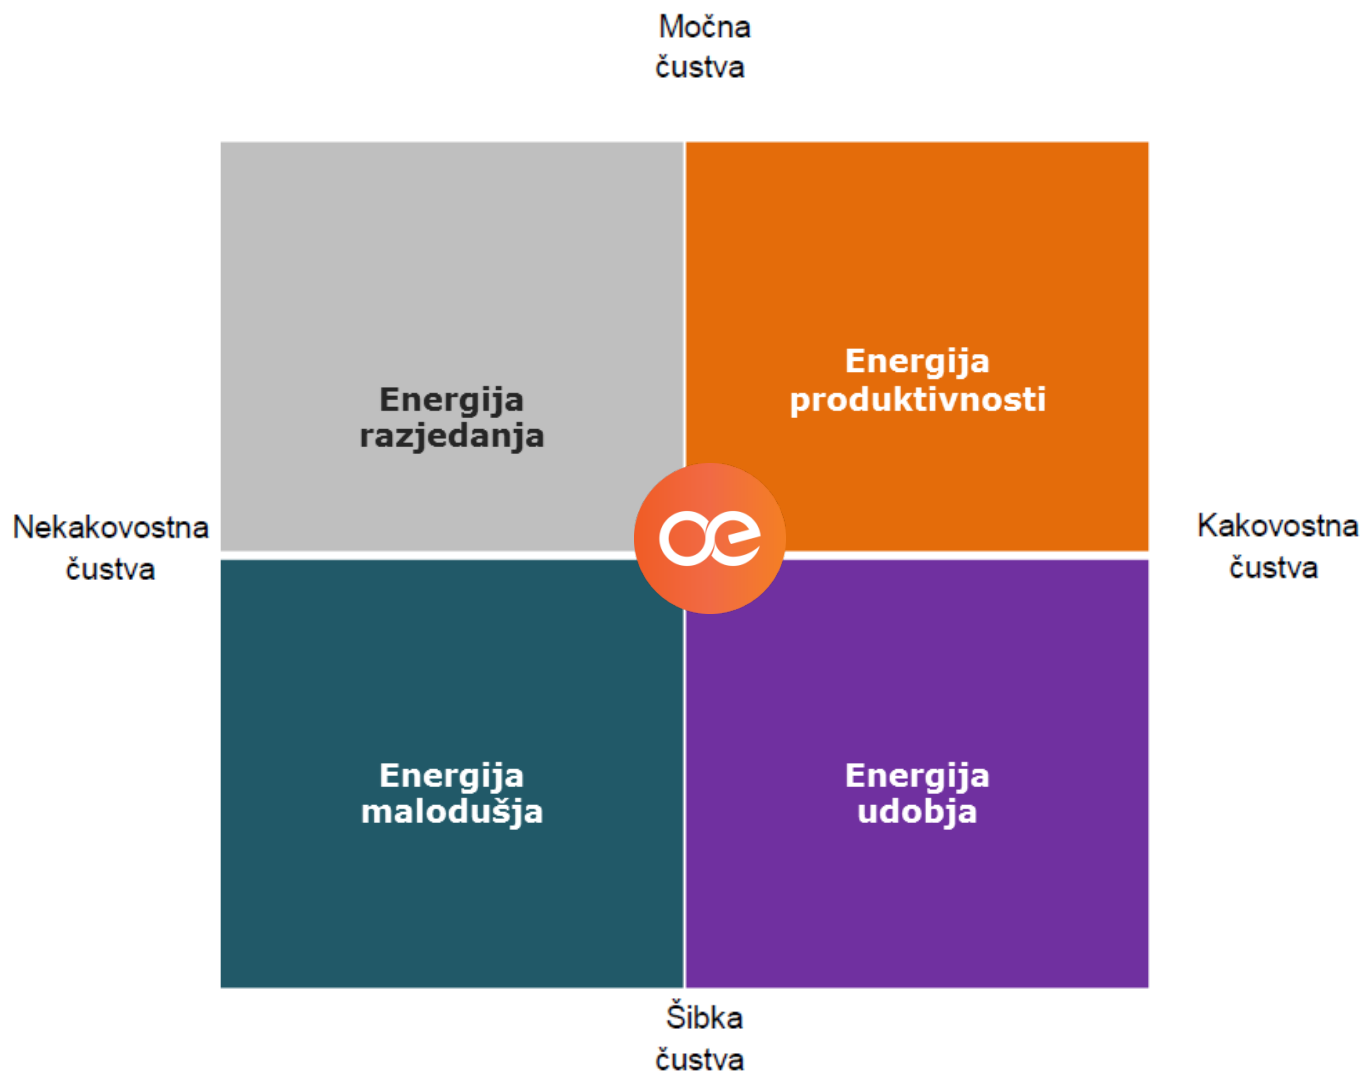 Močna
čustva
Energija
produktivnosti
Energija
razjedanja
Nekakovostna
čustva
œ
Kakovostna
čustva
Energija
malodušja
Energija
udobja
Šibka
čustva